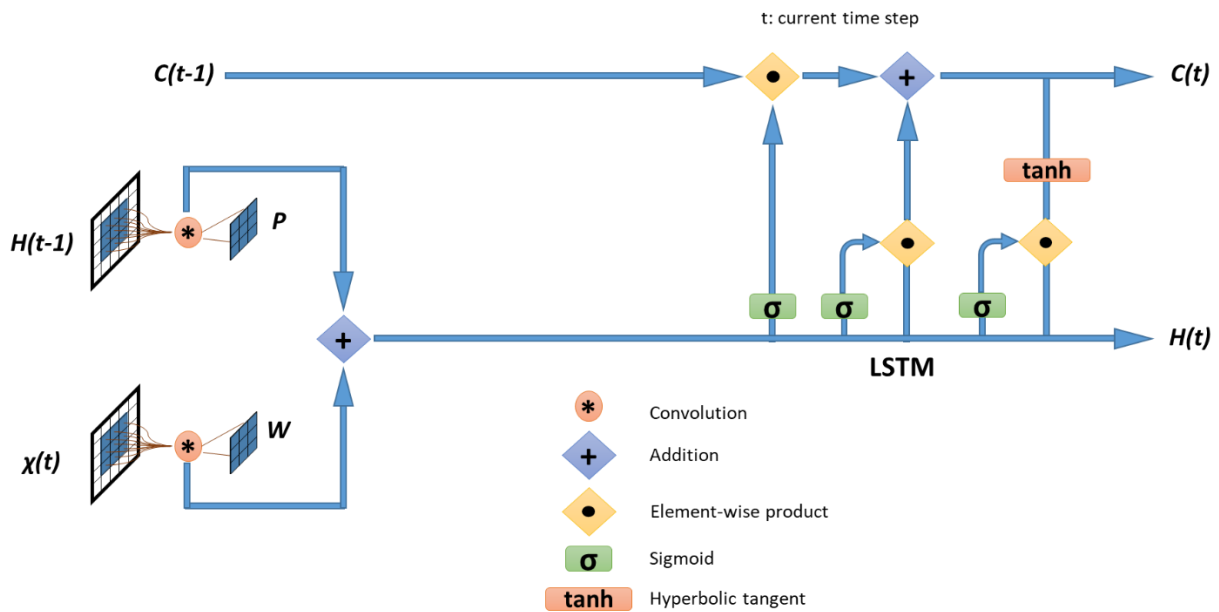 t: current time step
C(t-1)
C(t)
tanh
P
H(t-1)
*
σ
σ
σ
+
H(t)
LSTM
W
χ(t)
*
* Convolution
+ Addition
Element-wise product
σ Sigmoid
tanh Hyperbolic tangent
+